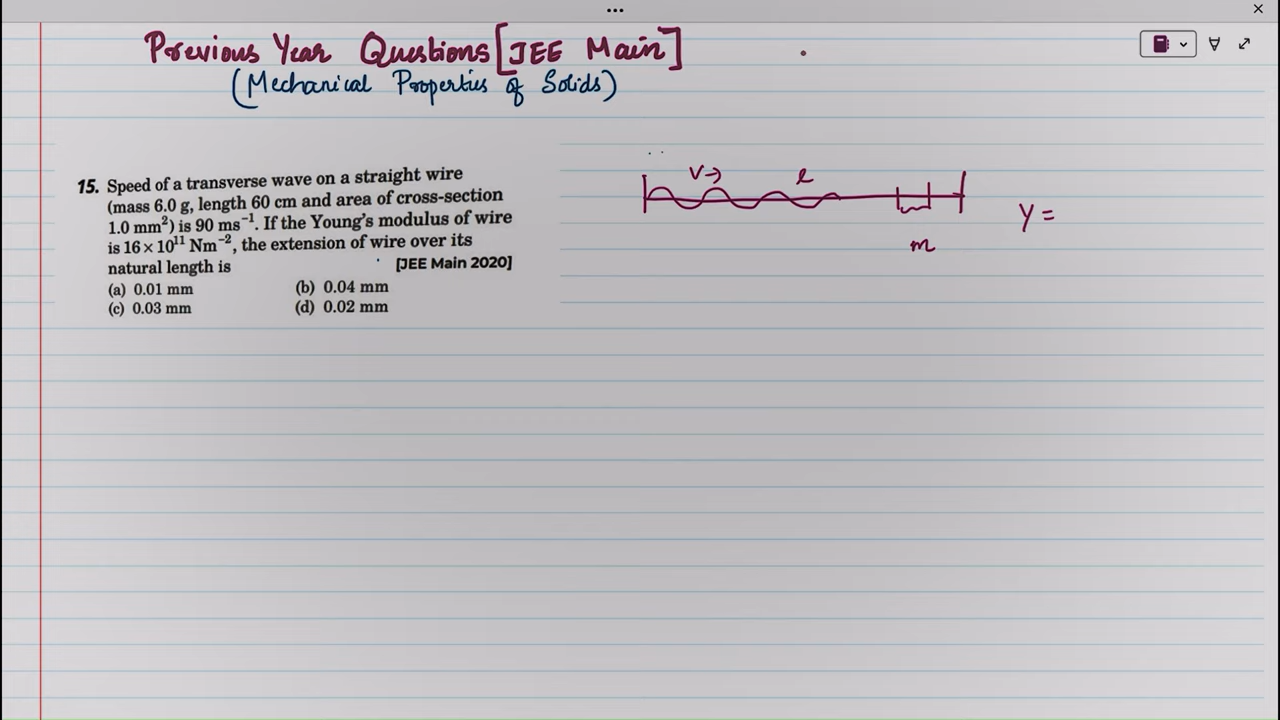 Previous Year Questions [JEE Main]
(Mechanical Properties of Solids)
15. Speed of a transverse wave on a straight wire
(mass 6.0 g, length 60 cm and area of cross-section
1.0 mm²) is 90 ms⁻¹. If the Young's modulus of wire
is 16 × 10¹¹ Nm⁻², the extension of wire over its
natural length is
[JEE Main 2020]
(a) 0.01 mm (b) 0.04 mm
(c) 0.03 mm (d) 0.02 mm
V→ l
m
Y =